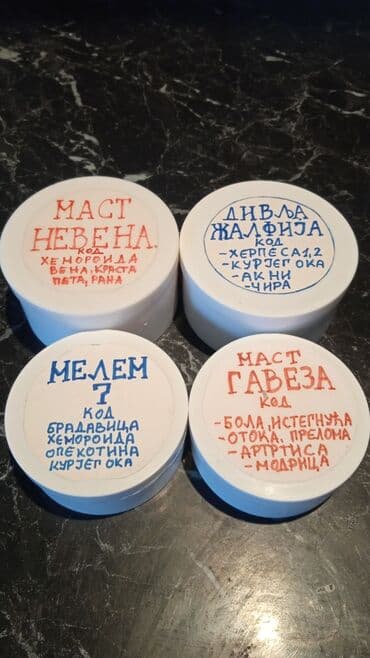 МАСТ
НЕВЕНА.
КОД
ХЕМОРОИДА
ВЕНА, КРАСТА
ПЕТА, РАНА
ДИВЉА
ЖАЛФИЈА
КОД
-ХЕРПЕСА 1,2
-КУРЈЕГ ОКА
-АКНИ
-ЧИРА
МЕЛЕМ
7
КОД
БРАДАВИЦА
ХЕМОРОИДА
ОПЕКОТИНА
КУРЈЕГ ОКА
МАСТ
ГАВЕЗА
КОД
-БОЛА, ИСТЕГНУЋА
-ОТОКА, ПРЕЛОМА
-АРТРТИСА
-МОДРИЦА